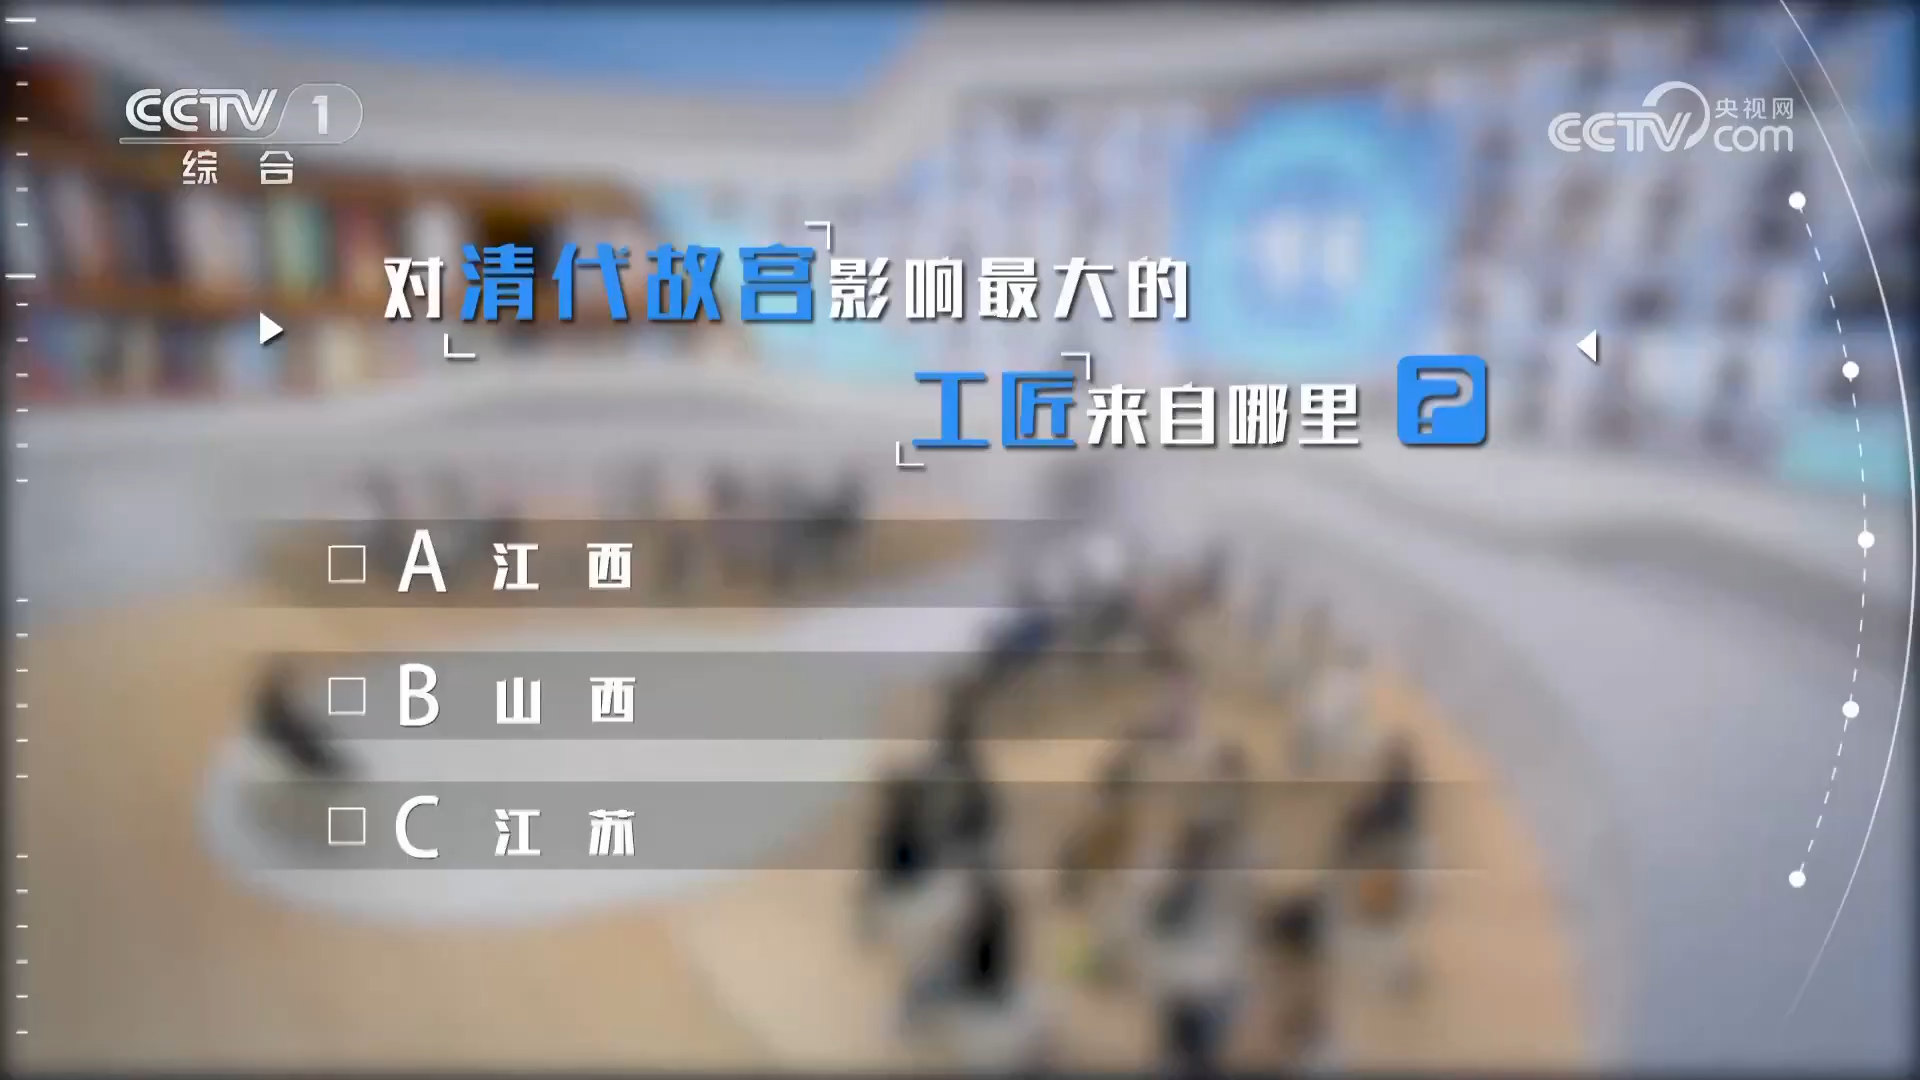 CCTV 1
综合
央视网
CCTV com
对清代故宫影响最大的
工匠来自哪里?
A 江西
B 山西
C 江苏